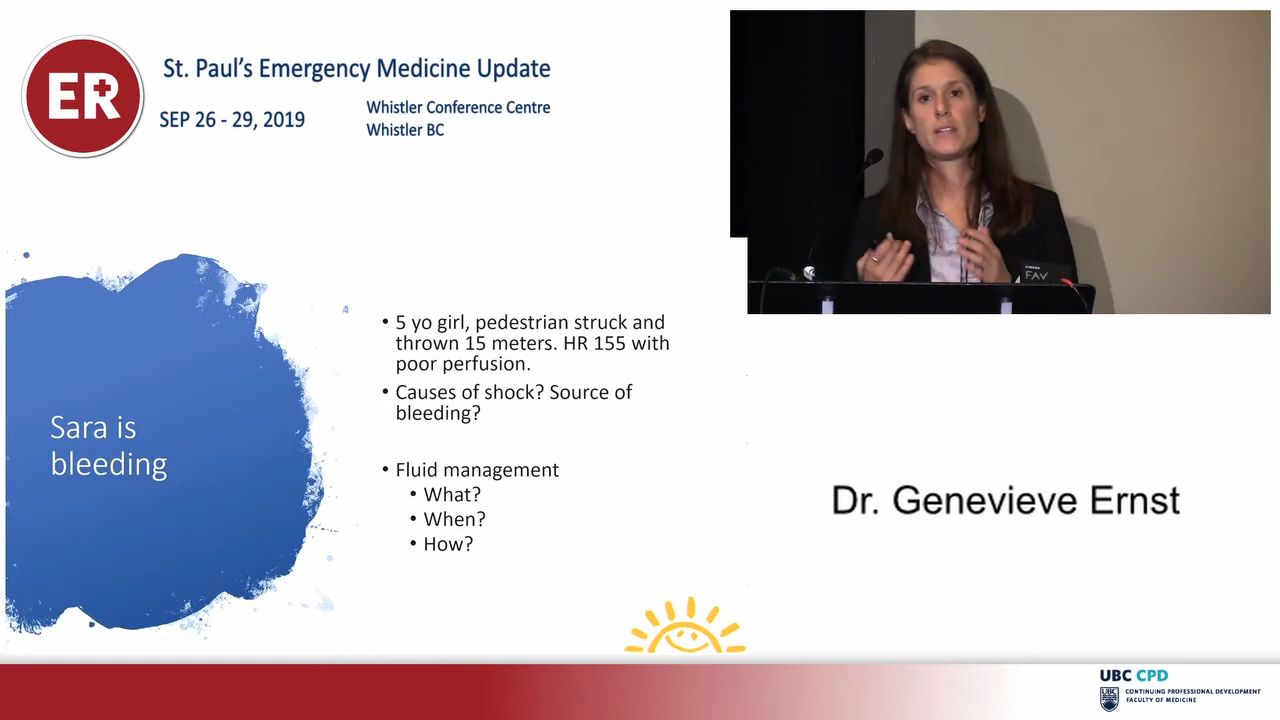 ER
St. Paul's Emergency Medicine Update
SEP 26 - 29, 2019
Whistler Conference Centre
Whistler BC
FAV
Sara is
bleeding
• 5 yo girl, pedestrian struck and
thrown 15 meters. HR 155 with
poor perfusion.
• Causes of shock? Source of
bleeding?
• Fluid management
• What?
• When?
• How?
Dr. Genevieve Ernst
UBC CPD
CONTINUING PROFESSIONAL DEVELOPMENT
FACULTY OF MEDICINE